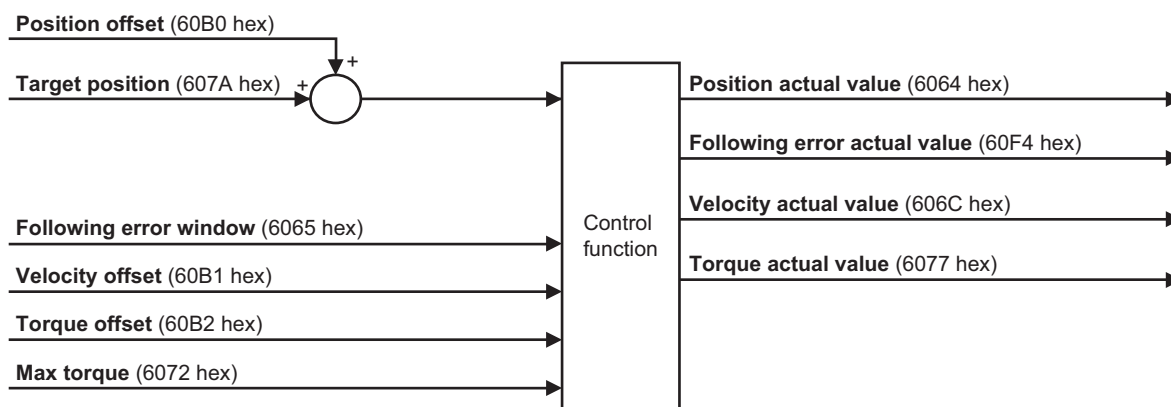 Position offset (60B0 hex)
+
Target position (607A hex)
+
Following error window (6065 hex)
Velocity offset (60B1 hex)
Torque offset (60B2 hex)
Max torque (6072 hex)
Control
function
Position actual value (6064 hex)
Following error actual value (60F4 hex)
Velocity actual value (606C hex)
Torque actual value (6077 hex)